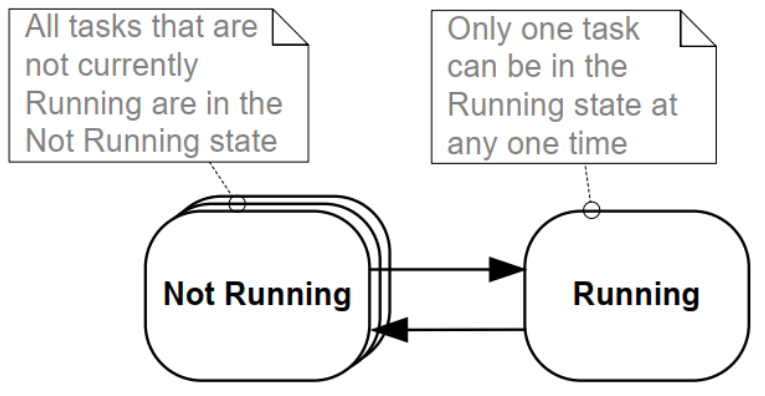 All tasks that are
not currently
Running are in the
Not Running state
Only one task
can be in the
Running state at
any one time
Not Running
Running